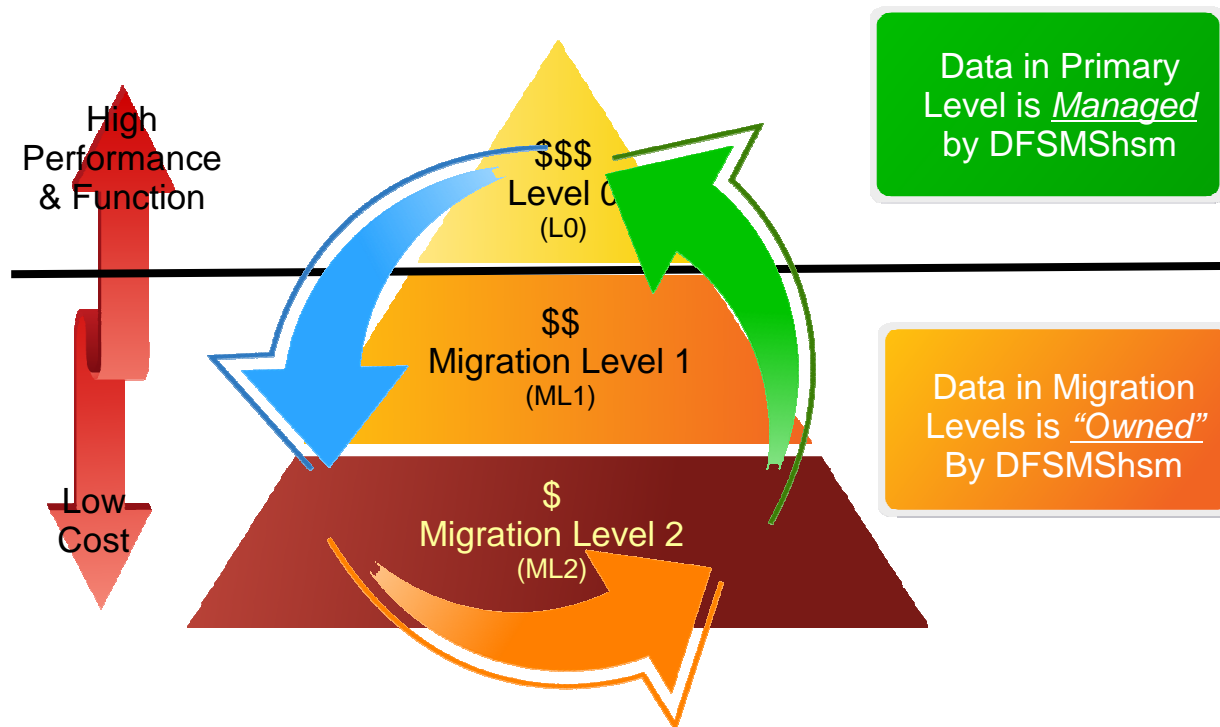 High
Performance
& Function
Low
Cost
$$$
Level 0
(L0)
$$
Migration Level 1
(ML1)
$
Migration Level 2
(ML2)
Data in Primary
Level is Managed
by DFSMShsm
Data in Migration
Levels is “Owned”
By DFSMShsm